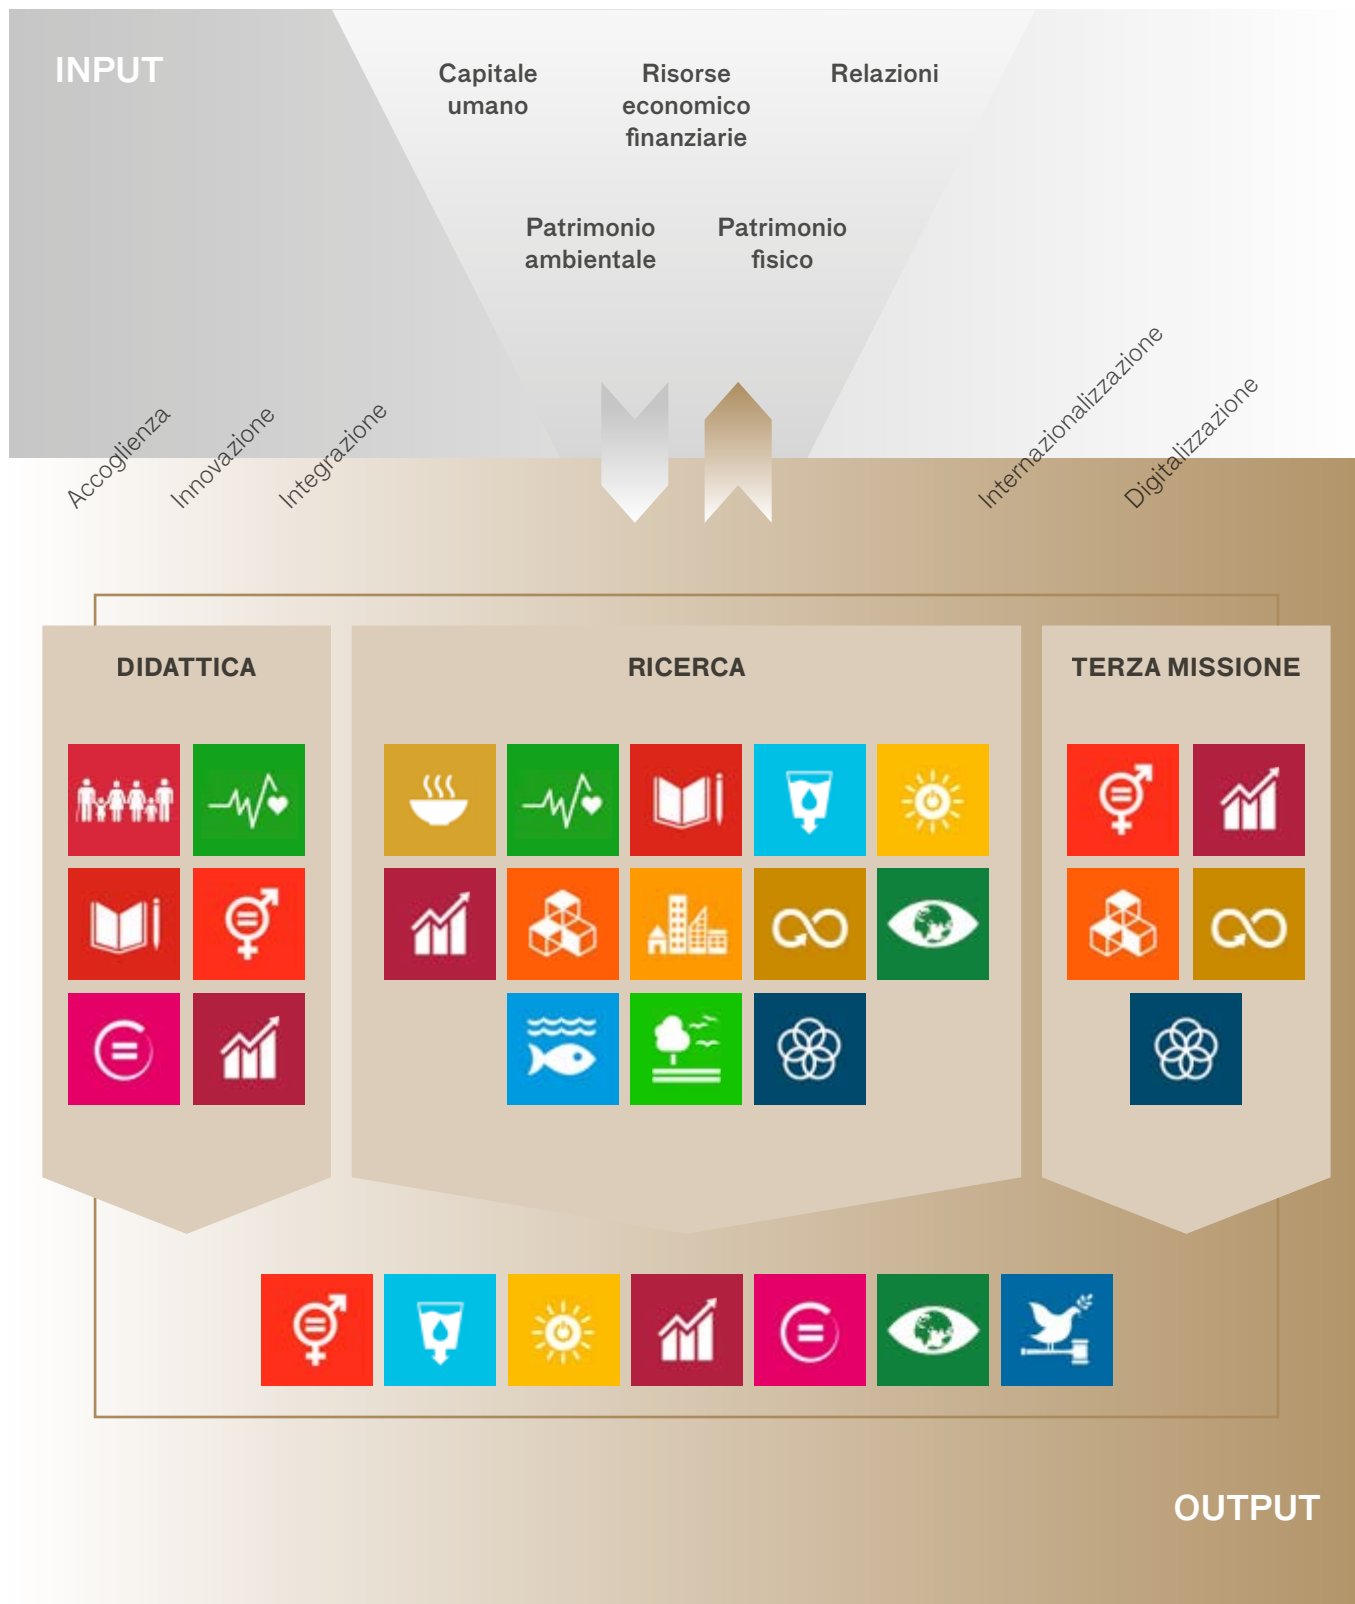 INPUT
Capitale
umano
Risorse
economico
finanziarie
Relazioni
Patrimonio
ambientale
Patrimonio
fisico
Accoglienza
Innovazione
Integrazione
Internazionalizzazione
Digitalizzazione
DIDATTICA
RICERCA
TERZA MISSIONE
OUTPUT